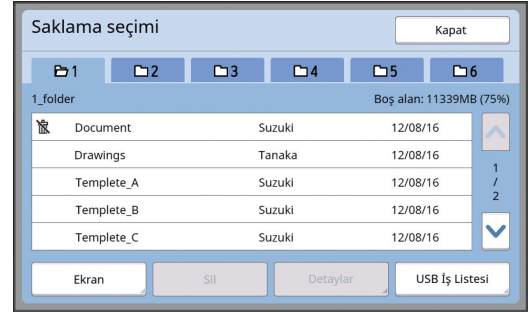 Saklama seçimi Kapat
1 2 3 4 5 6
1_folder Boş alan: 11339MB (75%)
Document Suzuki 12/08/16
Drawings Tanaka 12/08/16
Templete_A Suzuki 12/08/16
Templete_B Suzuki 12/08/16
Templete_C Suzuki 12/08/16
1
/
2
Ekran Sil Detaylar USB İş Listesi